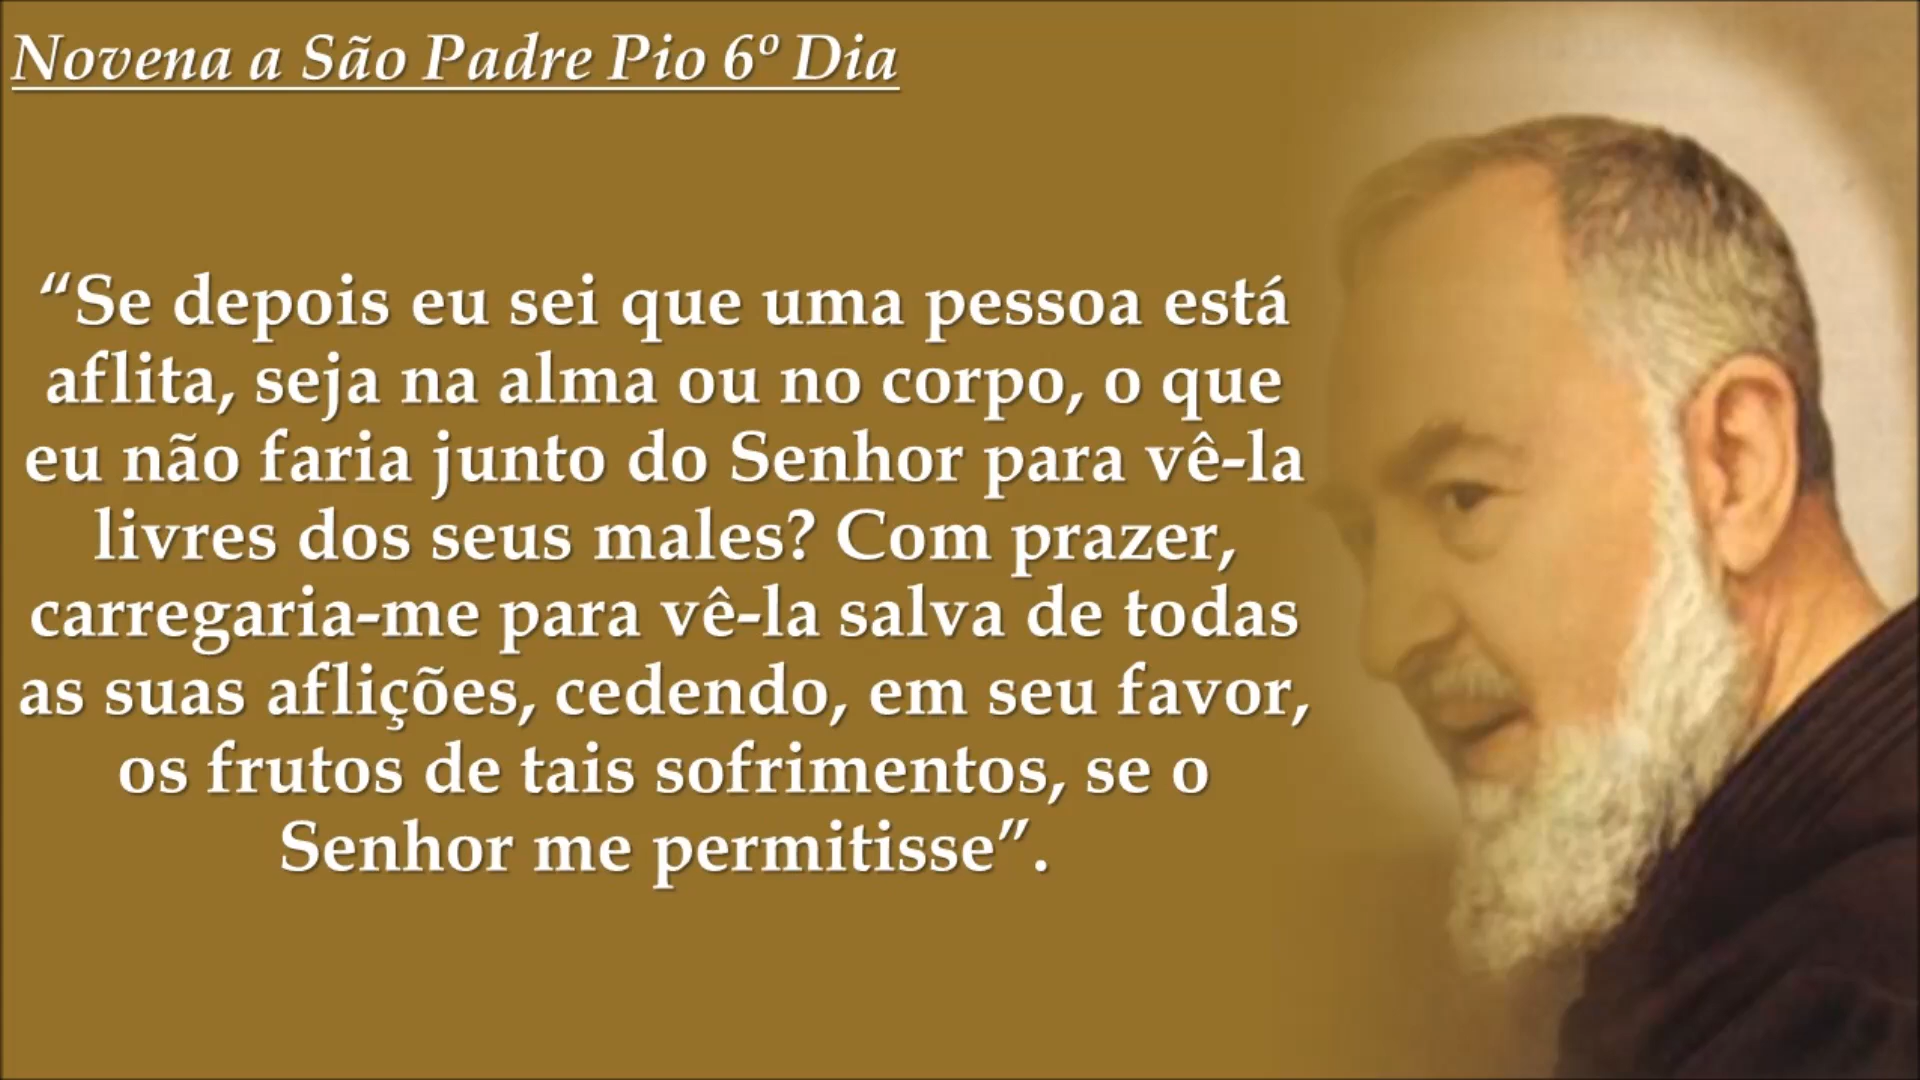 Novena a São Padre Pio 6º Dia
“Se depois eu sei que uma pessoa está
aflita, seja na alma ou no corpo, o que
eu não faria junto do Senhor para vê-la
livres dos seus males? Com prazer,
carregaria-me para vê-la salva de todas
as suas aflições, cedendo, em seu favor,
os frutos de tais sofrimentos, se o
Senhor me permitisse”.